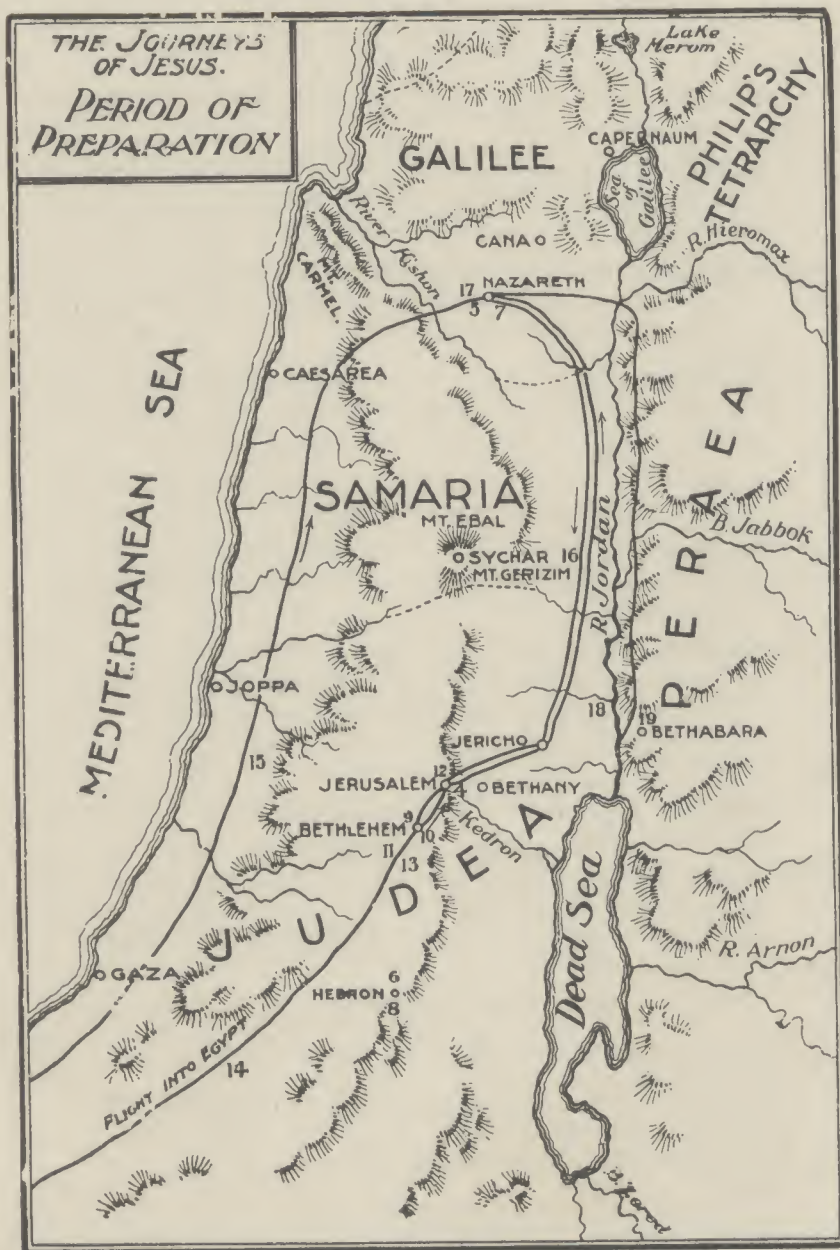 THE JOURNEYS
OF JESUS.
PERIOD OF
PREPARATION
Lake
Merom
PHILIP'S
TETRARCHY
CAPERNAUM
GALILEE
Sea of
Galilee
River Kishon
CANA
R. Hieromax
MT.
CARMEL.
17 NAZARETH
5 7
CAESAREA
MEDITERRANEAN SEA
SAMARIA
MT. EBAL
PERAEA
B. Jabbok
SYCHAR 16
MT. GERIZIM
R. Jordan
JOPPA
18
19
BETHABARA
15
JERICHO
12
JERUSALEM 4
BETHANY
9
BETHLEHEM 10
Kedron
11
13
JUDEA
Dead Sea
GAZA
R. Arnon
6
HEBRON
8
FLIGHT INTO EGYPT
14
B. Zered